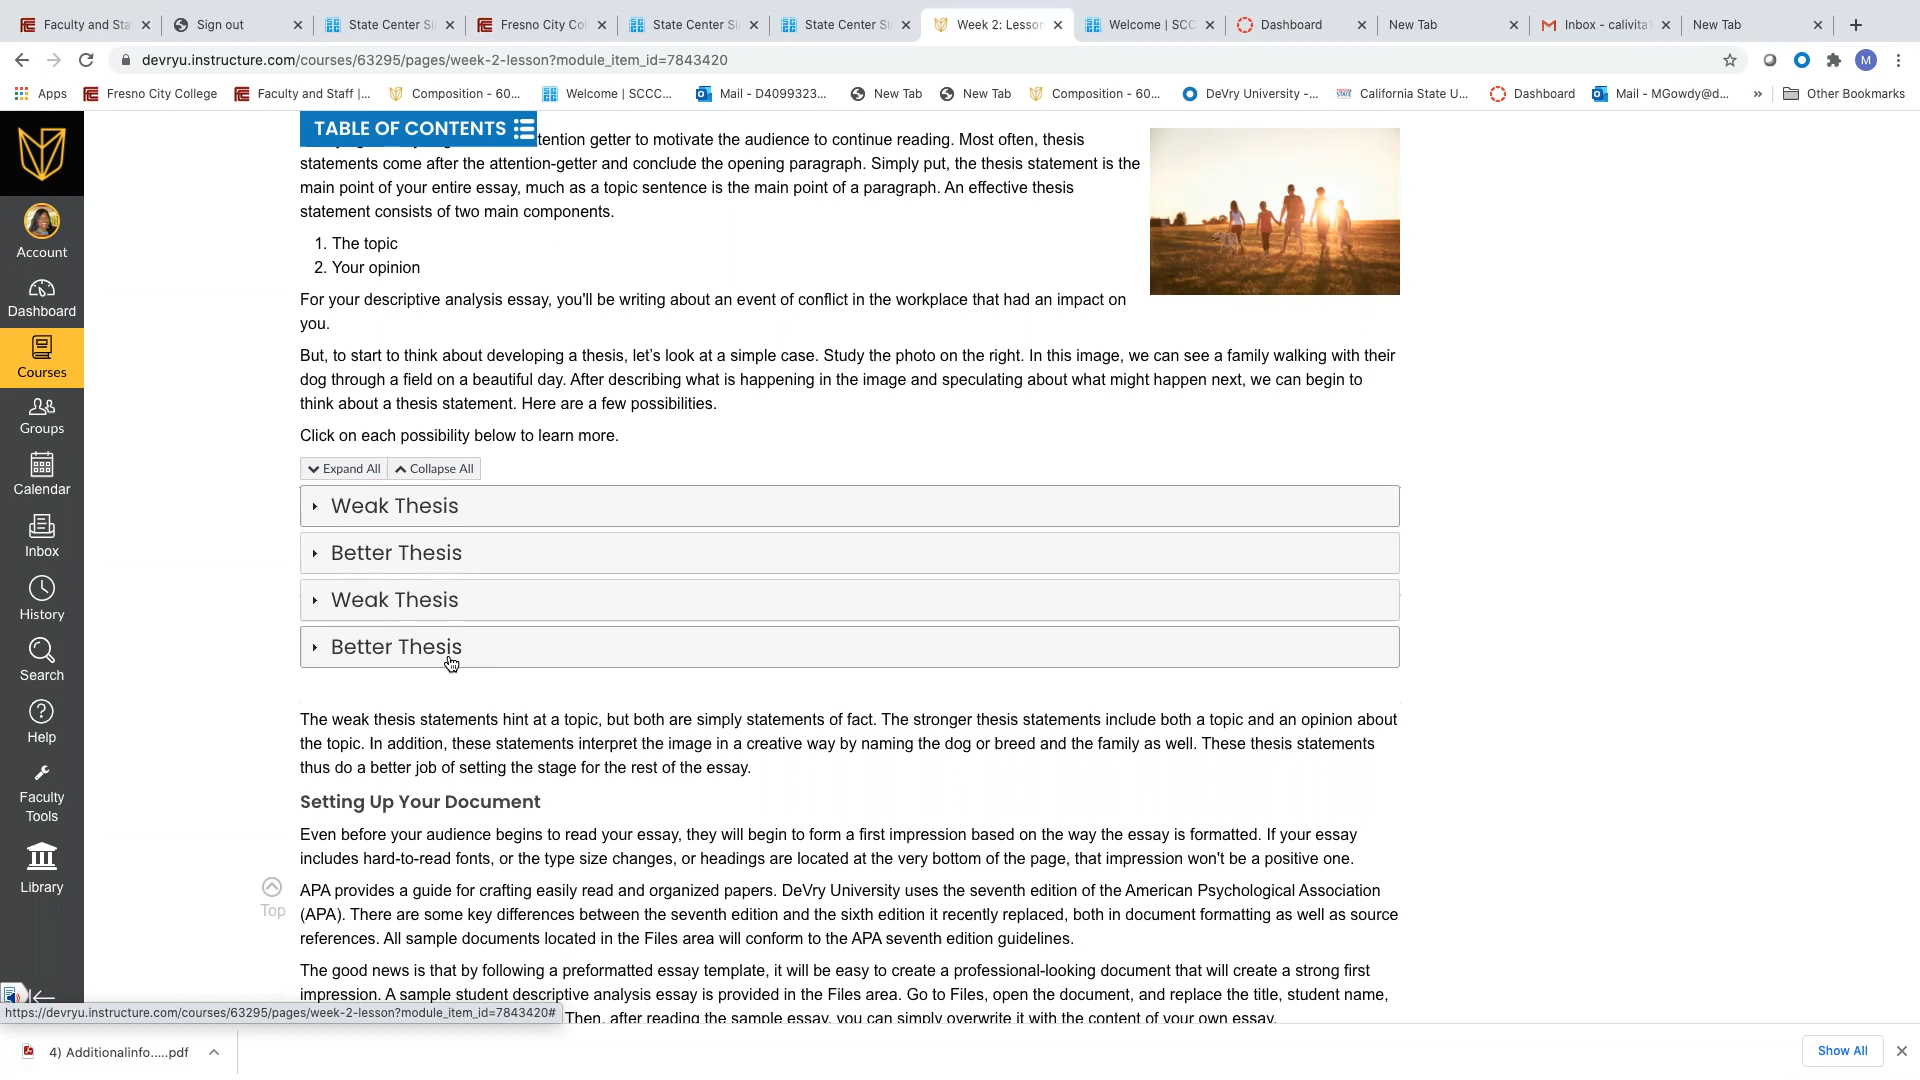 Faculty and Sta
Sign out
State Center Si
Fresno City Col
State Center Si
State Center Si
Week 2: Lesson
Welcome | SCC
Dashboard
New Tab
Inbox - calivita
New Tab
devryu.instructure.com/courses/63295/pages/week-2-lesson?module_item_id=7843420
M
Apps
Fresno City College
Faculty and Staff |...
Composition - 60...
Welcome | SCCC...
Mail - D4099323...
New Tab
New Tab
Composition - 60...
DeVry University -...
California State U...
Dashboard
Mail - MGowdy@d...
»
Other Bookmarks
Account
Dashboard
Courses
Groups
Calendar
Inbox
History
Search
Help
Faculty
Tools
Library
TABLE OF CONTENTS
tention getter to motivate the audience to continue reading. Most often, thesis
statements come after the attention-getter and conclude the opening paragraph. Simply put, the thesis statement is the
main point of your entire essay, much as a topic sentence is the main point of a paragraph. An effective thesis
statement consists of two main components.
1. The topic
2. Your opinion
For your descriptive analysis essay, you'll be writing about an event of conflict in the workplace that had an impact on
you.
But, to start to think about developing a thesis, let's look at a simple case. Study the photo on the right. In this image, we can see a family walking with their
dog through a field on a beautiful day. After describing what is happening in the image and speculating about what might happen next, we can begin to
think about a thesis statement. Here are a few possibilities.
Click on each possibility below to learn more.
Expand All
Collapse All
Weak Thesis
Better Thesis
Weak Thesis
Better Thesis
The weak thesis statements hint at a topic, but both are simply statements of fact. The stronger thesis statements include both a topic and an opinion about
the topic. In addition, these statements interpret the image in a creative way by naming the dog or breed and the family as well. These thesis statements
thus do a better job of setting the stage for the rest of the essay.
Setting Up Your Document
Even before your audience begins to read your essay, they will begin to form a first impression based on the way the essay is formatted. If your essay
includes hard-to-read fonts, or the type size changes, or headings are located at the very bottom of the page, that impression won't be a positive one.
APA provides a guide for crafting easily read and organized papers. DeVry University uses the seventh edition of the American Psychological Association
(APA). There are some key differences between the seventh edition and the sixth edition it recently replaced, both in document formatting as well as source
references. All sample documents located in the Files area will conform to the APA seventh edition guidelines.
The good news is that by following a preformatted essay template, it will be easy to create a professional-looking document that will create a strong first
impression. A sample student descriptive analysis essay is provided in the Files area. Go to Files, open the document, and replace the title, student name,
Then, after reading the sample essay, you can simply overwrite it with the content of your own essay.
Top
https://devryu.instructure.com/courses/63295/pages/week-2-lesson?module_item_id=7843420#
4) Additionalinfo.....pdf
Show All